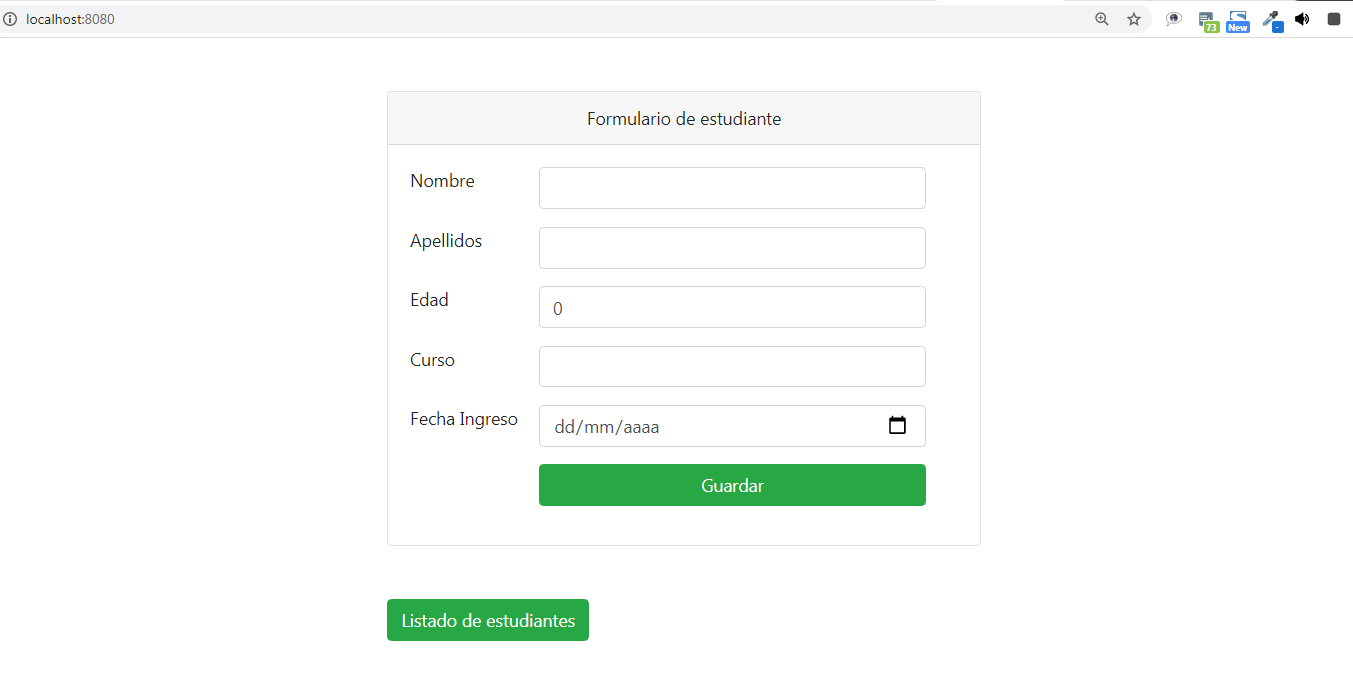 localhost:8080
73
New
Formulario de estudiante
Nombre
Apellidos
Edad
0
Curso
Fecha Ingreso
dd/mm/aaaa
Guardar
Listado de estudiantes